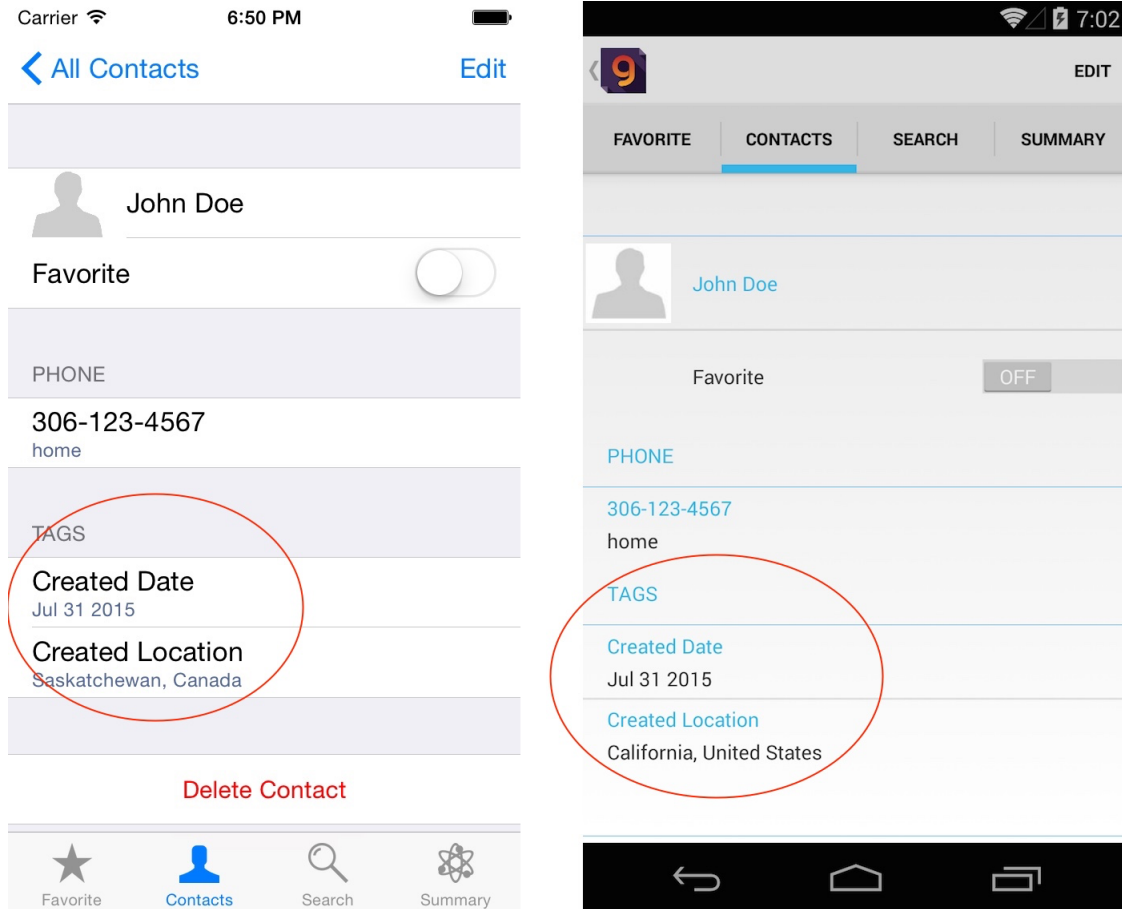 Carrier 6:50 PM
All Contacts Edit
John Doe
Favorite
PHONE
306-123-4567
home
TAGS
Created Date
Jul 31 2015
Created Location
Saskatchewan, Canada
Delete Contact
Favorite Contacts Search Summary
7:02
9 EDIT
FAVORITE CONTACTS SEARCH SUMMARY
John Doe
Favorite OFF
PHONE
306-123-4567
home
TAGS
Created Date
Jul 31 2015
Created Location
California, United States